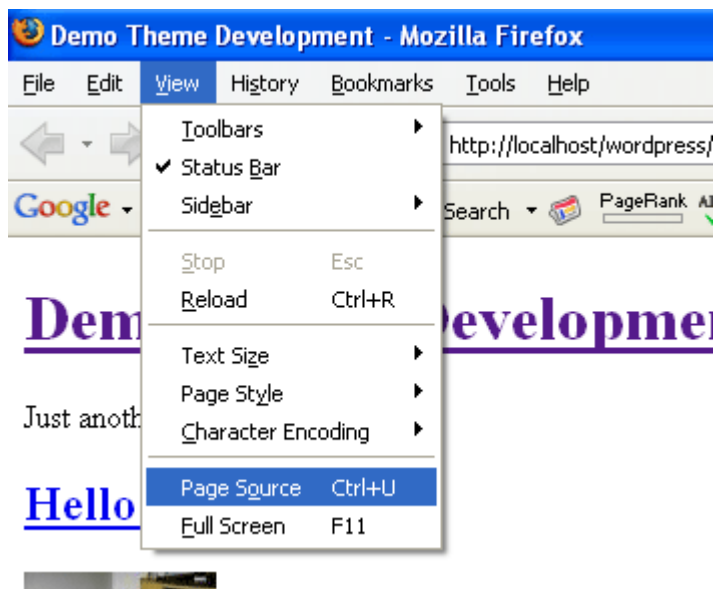 Demo Theme Development - Mozilla Firefox
File Edit View History Bookmarks Tools Help
Toolbars
http://localhost/wordpress/
Status Bar
Google
Sidebar
Search
PageRank
Stop Esc
Reload Ctrl+R
Dem evelopme
Text Size
Page Style
Just anoth
Character Encoding
Page Source Ctrl+U
Hello
Full Screen F11